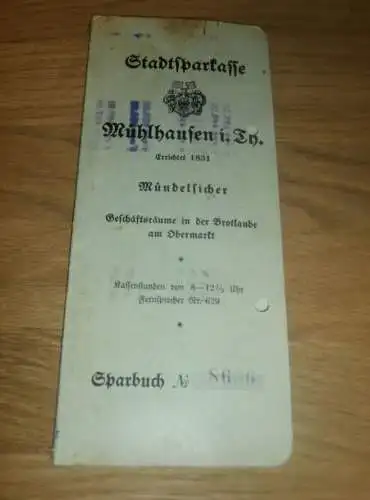 Stadtsparkasse
Mühlhausen i. Th.
Errichtet 1831
Mündelsicher
Geschäftsräume in der Brotlaube
am Obermarkt
Kassenstunden von 8—12½ Uhr
Fernsprecher Nr. 629
Sparbuch №